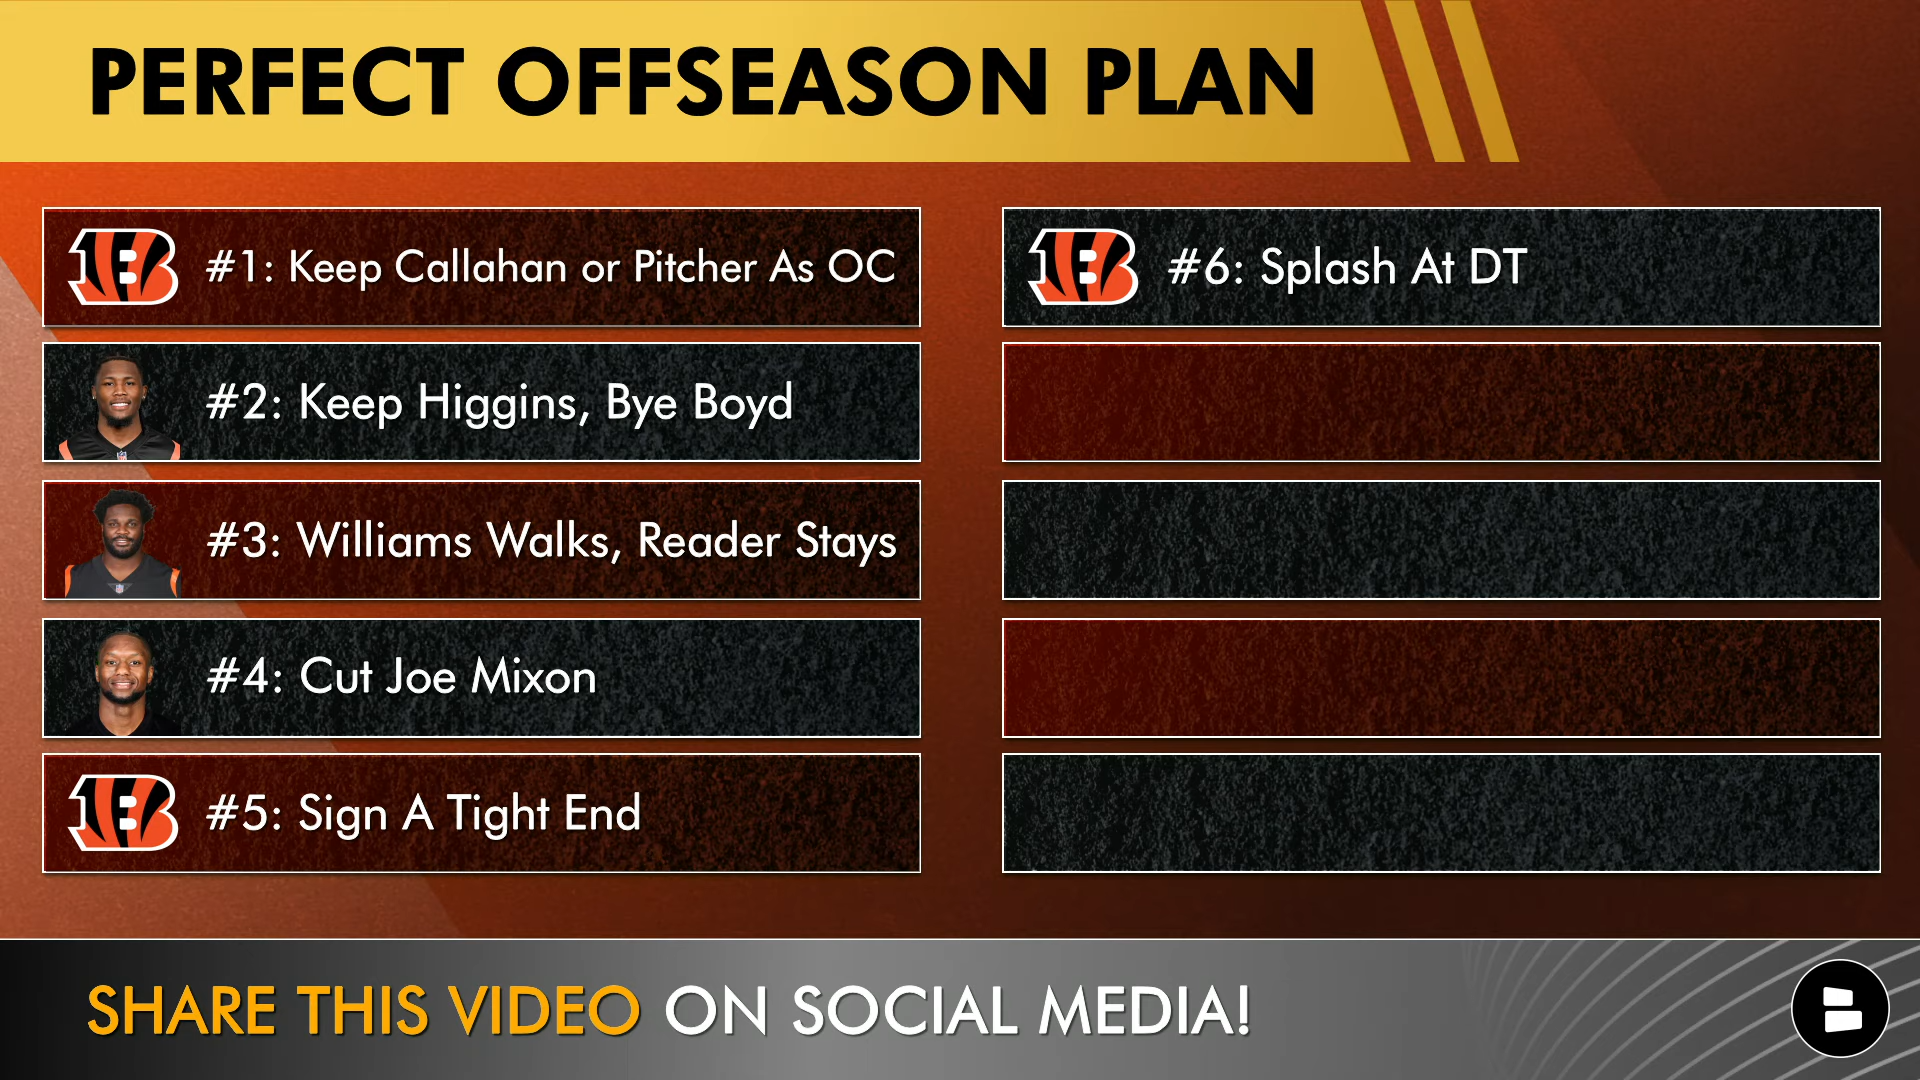 PERFECT OFFSEASON PLAN
#1: Keep Callahan or Pitcher As OC
#2: Keep Higgins, Bye Boyd
#3: Williams Walks, Reader Stays
#4: Cut Joe Mixon
#5: Sign A Tight End
#6: Splash At DT
SHARE THIS VIDEO ON SOCIAL MEDIA!